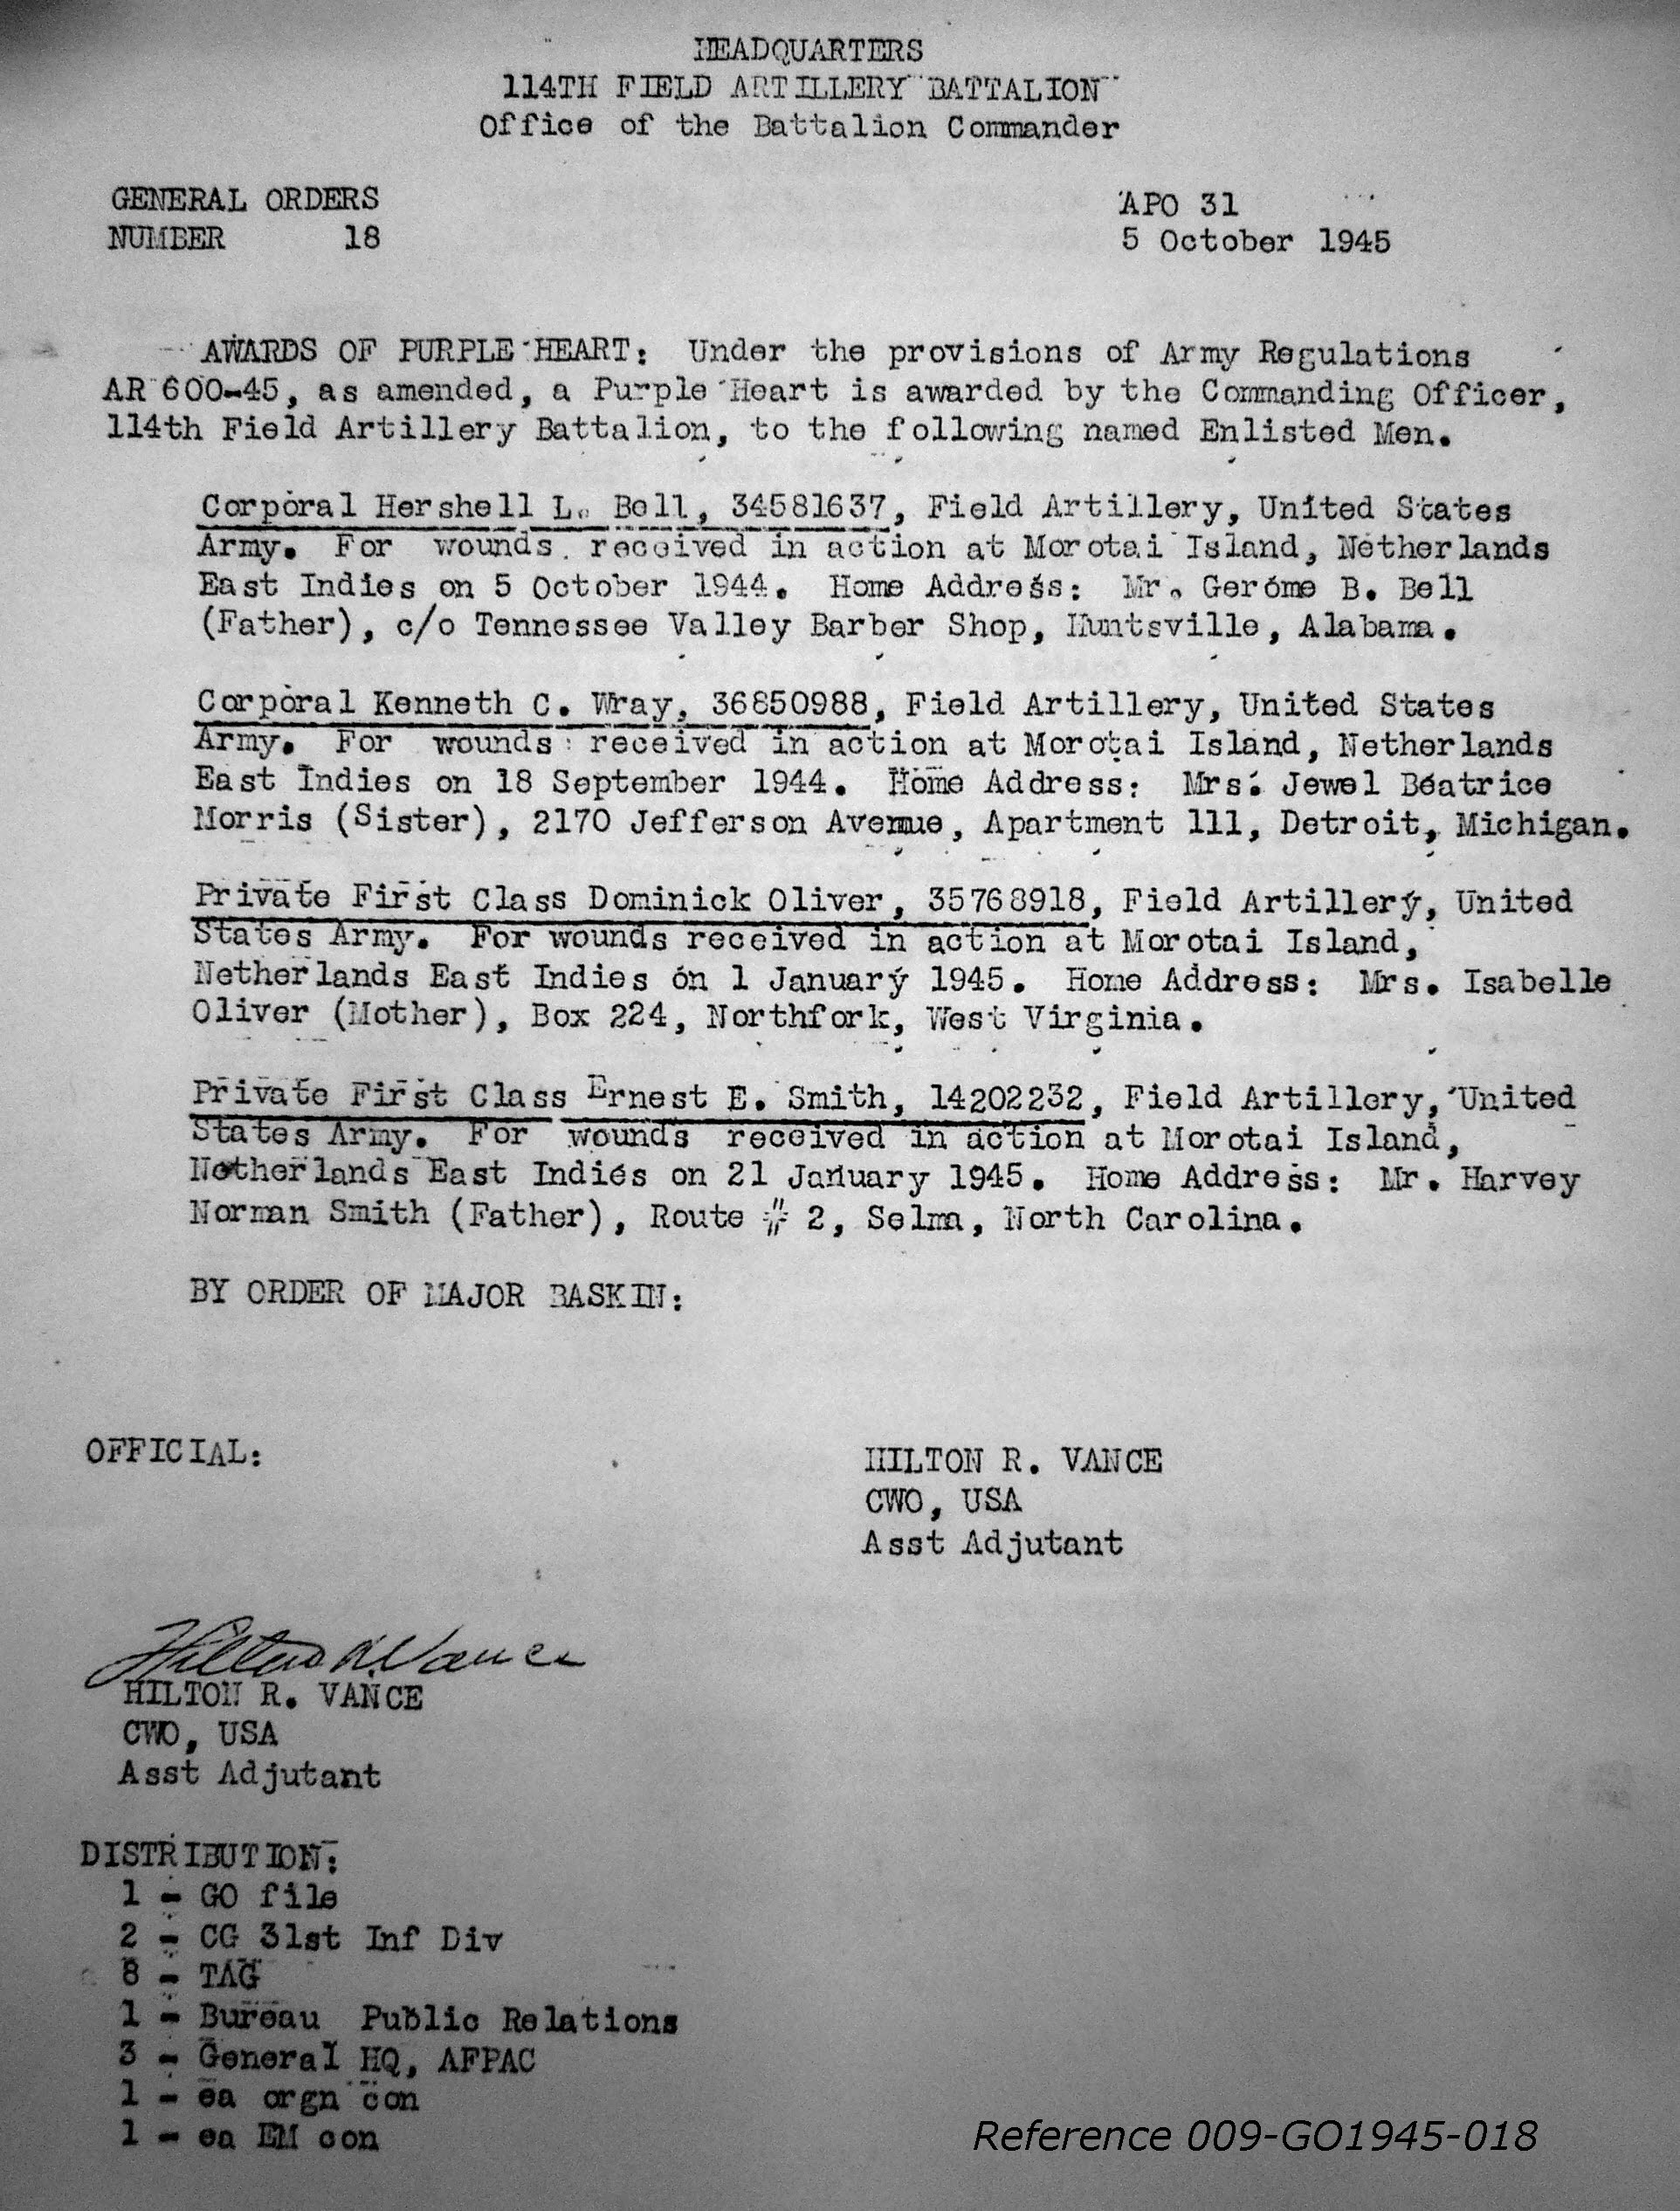 HEADQUARTERS
114TH FIELD ARTILLERY BATTALION
Office of the Battalion Commander
GENERAL ORDERS
NUMBER 18
APO 31
5 October 1945
AWARDS OF PURPLE HEART: Under the provisions of Army Regulations
AR 600-45, as amended, a Purple Heart is awarded by the Commanding Officer,
114th Field Artillery Battalion, to the following named Enlisted Men.
Corporal Hershell L. Bell, 34581637, Field Artillery, United States
Army. For wounds received in action at Morotai Island, Netherlands
East Indies on 5 October 1944. Home Address: Mr. Gerome B. Bell
(Father), c/o Tennessee Valley Barber Shop, Huntsville, Alabama.
Corporal Kenneth C. Wray, 36850988, Field Artillery, United States
Army. For wounds received in action at Morotai Island, Netherlands
East Indies on 18 September 1944. Home Address: Mrs. Jewel Beatrice
Morris (Sister), 2170 Jefferson Avenue, Apartment 111, Detroit, Michigan.
Private First Class Dominick Oliver, 35768918, Field Artillery, United
States Army. For wounds received in action at Morotai Island,
Netherlands East Indies on 1 January 1945. Home Address: Mrs. Isabelle
Oliver (Mother), Box 224, Northfork, West Virginia.
Private First Class Ernest E. Smith, 14202232, Field Artillery, United
States Army. For wounds received in action at Morotai Island,
Netherlands East Indies on 21 January 1945. Home Address: Mr. Harvey
Norman Smith (Father), Route # 2, Selma, North Carolina.
BY ORDER OF MAJOR BASKIN:
OFFICIAL:
HILTON R. VANCE
CWO, USA
Asst Adjutant
Hilton R. Vance
HILTON R. VANCE
CWO, USA
Asst Adjutant
DISTRIBUTION:
1 - GO file
2 - CG 31st Inf Div
8 - TAG
1 - Bureau Public Relations
3 - General HQ, AFPAC
1 - ea orgn con
1 - ea EM con
Reference 009-GO1945-018